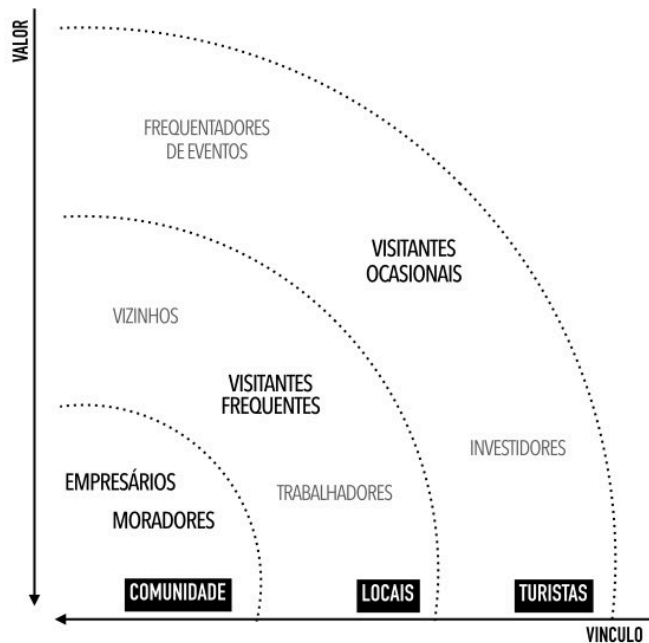 VALOR
FREQUENTADORES
DE EVENTOS
VISITANTES
OCASIONAIS
VIZINHOS
VISITANTES
FREQUENTES
INVESTIDORES
EMPRESÁRIOS
TRABALHADORES
MORADORES
COMUNIDADE
LOCAIS
TURISTAS
VINCULO